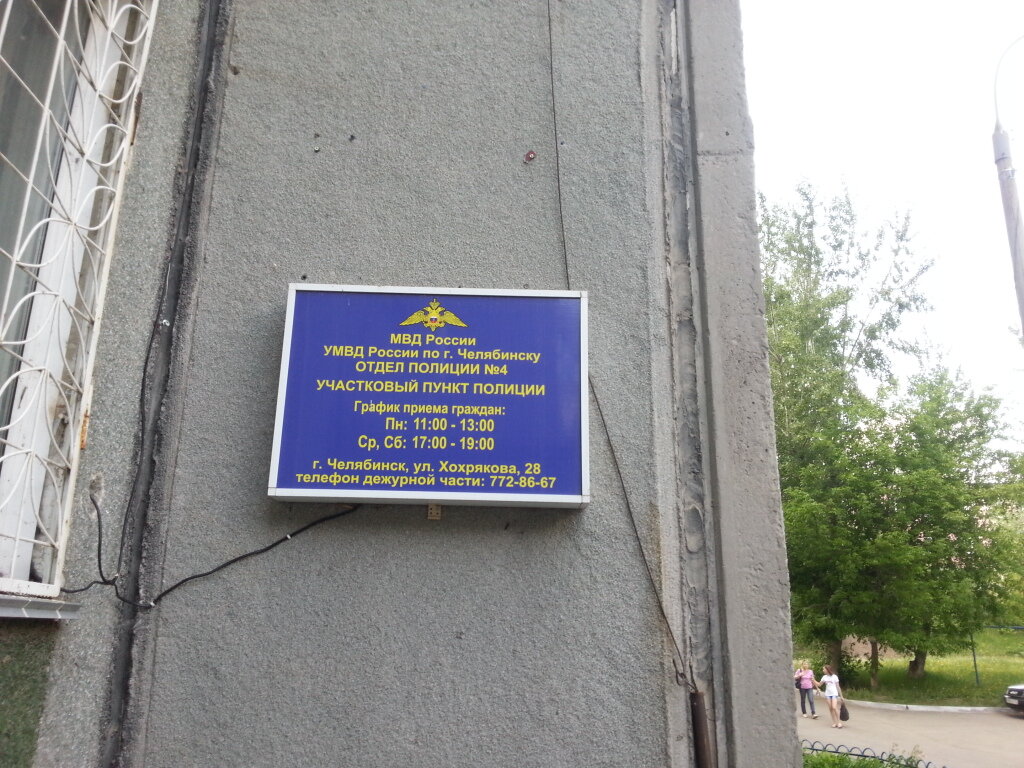 МВД России
УМВД России по г. Челябинску
ОТДЕЛ ПОЛИЦИИ №4
УЧАСТКОВЫЙ ПУНКТ ПОЛИЦИИ
График приема граждан:
Пн: 11:00 - 13:00
Ср, Сб: 17:00 - 19:00
г. Челябинск, ул. Хохрякова, 28
телефон дежурной части: 772-86-67